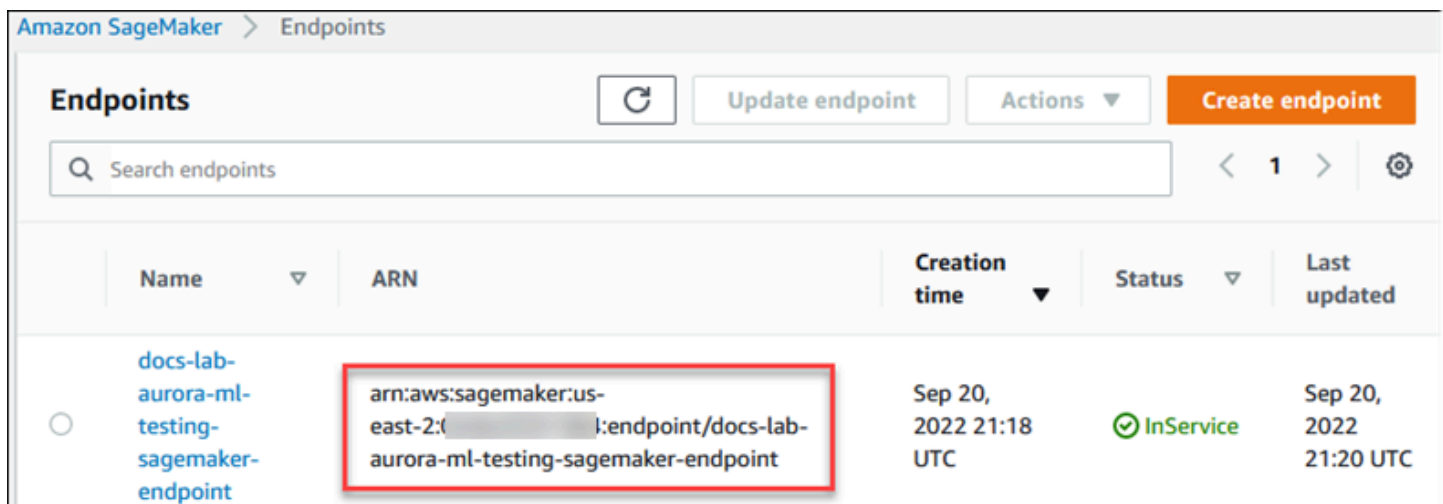 Amazon SageMaker > Endpoints
Endpoints
Update endpoint
Actions
Create endpoint
Search endpoints
< 1 >
Name
ARN
Creation
time
Status
Last
updated
docs-lab-
aurora-ml-
testing-
sagemaker-
endpoint
arn:aws:sagemaker:us-
east-2: :endpoint/docs-lab-
aurora-ml-testing-sagemaker-endpoint
Sep 20,
2022 21:18
UTC
InService
Sep 20,
2022
21:20 UTC